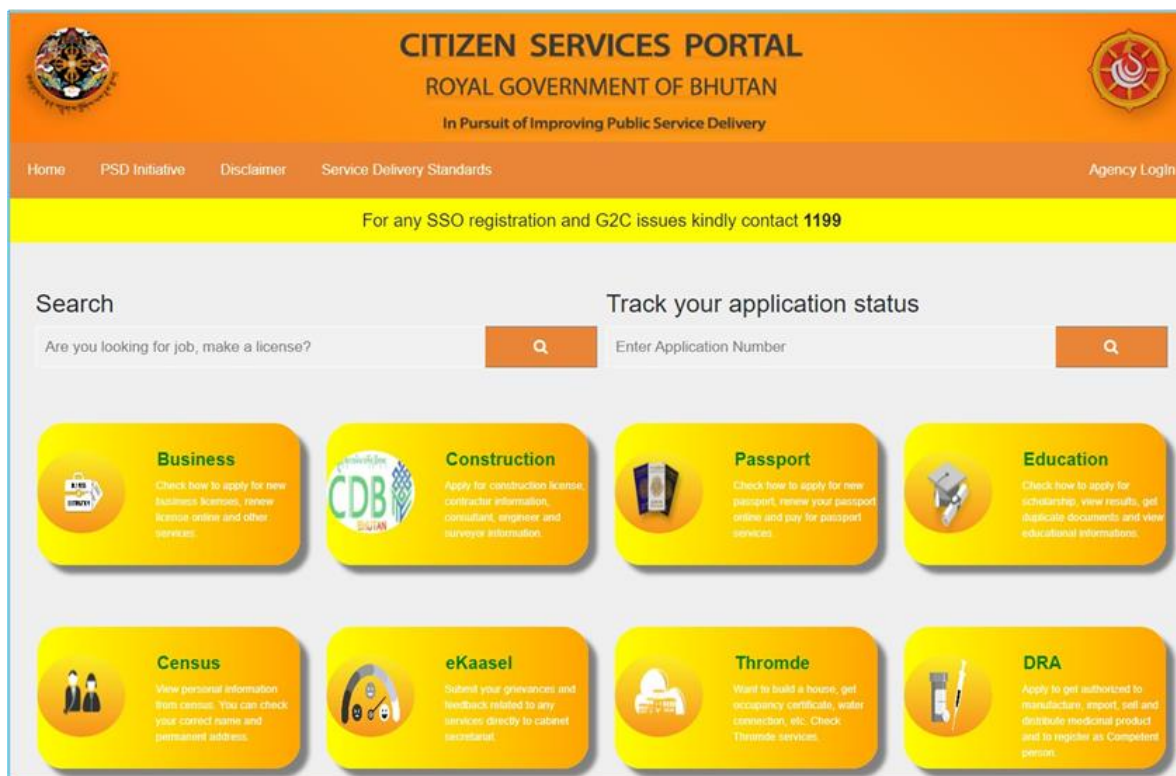 CITIZEN SERVICES PORTAL
ROYAL GOVERNMENT OF BHUTAN
In Pursuit of Improving Public Service Delivery
Home PSD Initiative Disclaimer Service Delivery Standards Agency LogIn
For any SSO registration and G2C issues kindly contact 1199
Search
Are you looking for job, make a license?
Track your application status
Enter Application Number
Business
Check how to apply for new
business licenses, renew
license online and other
services.
CDB
BHUTAN
Construction
Apply for construction license,
contractor information,
consultant, engineer and
surveyor information.
Passport
Check how to apply for new
passport, renew your passport
online and pay for passport
services.
Education
Check how to apply for
scholarship, view results, get
duplicate documents and view
educational informations.
Census
View personal information
from census. You can check
your correct name and
permanent address.
eKaasel
Submit your grievances and
feedback related to any
services directly to cabinet
secretariat.
Thromde
Want to build a house, get
occupancy certificate, water
connection, etc. Check
Thromde services.
DRA
Apply to get authorized to
manufacture, import, sell and
distribute medicinal product
and to register as Competent
person.